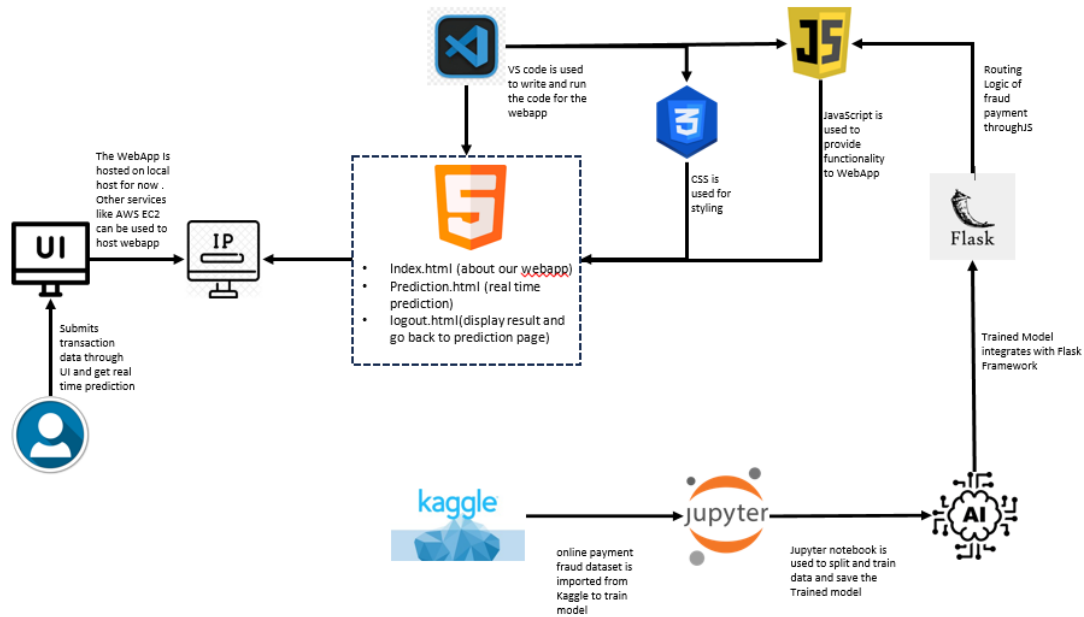 VS code is used
to write and run
the code for the
webapp
JS
Routing
Logic of
fraud
payment
throughJS
3
JavaScript is
used to
provide
functionality
to WebApp
CSS is
used for
styling
The WebApp Is
hosted on local
host for now .
Other services
like AWS EC2
can be used to
host webapp
UI
IP
5
• Index.html (about our webapp)
• Prediction.html (real time
prediction)
• logout.html(display result and
go back to prediction page)
Flask
Submits
transaction
data through
UI and get real
time prediction
Trained Model
integrates with Flask
Framework
kaggle
jupyter
AI
online payment
fraud dataset is
imported from
Kaggle to train
model
Jupyter notebook is
used to split and train
data and save the
Trained model